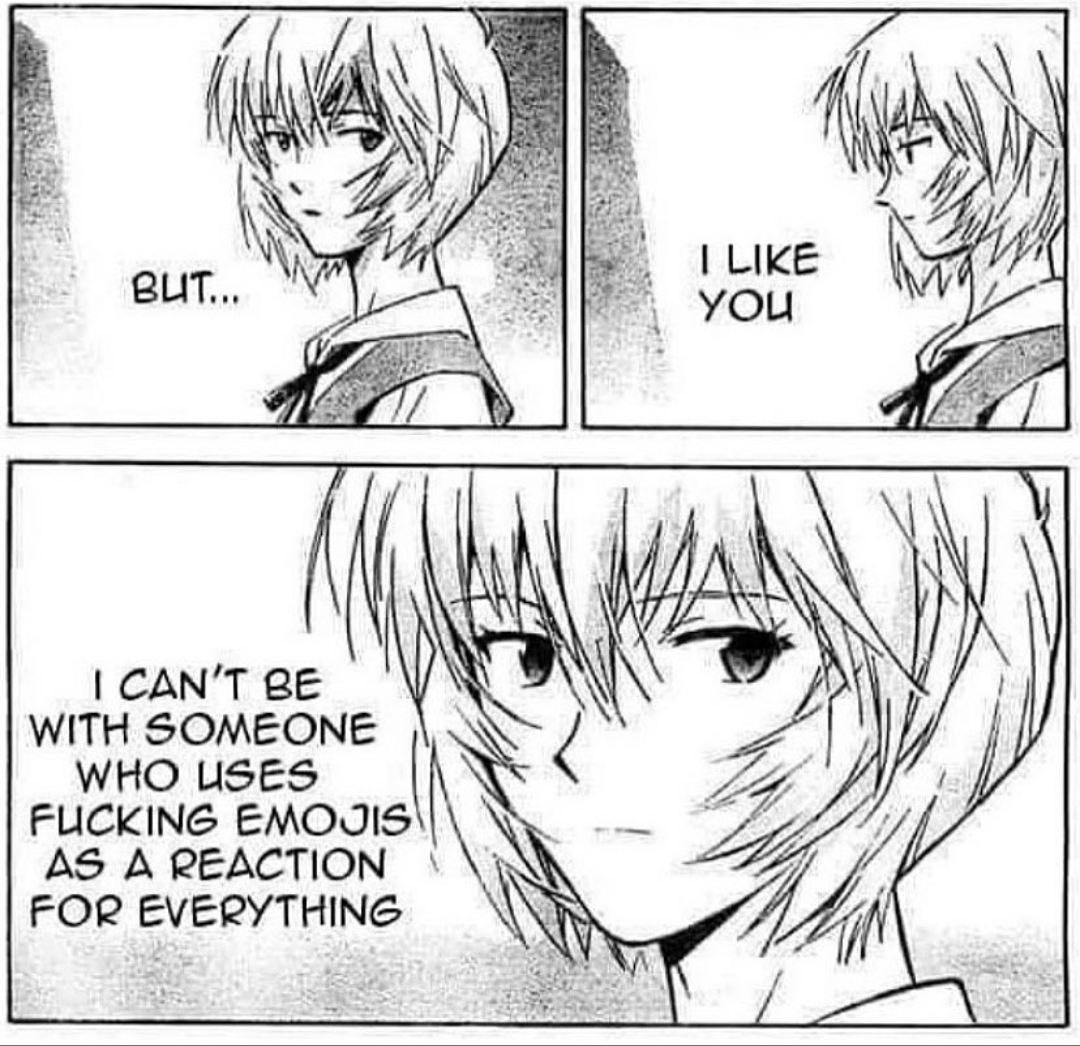 BUT...
I LIKE
YOU
I CAN'T BE
WITH SOMEONE
WHO USES
FUCKING EMOJIS
AS A REACTION
FOR EVERYTHING